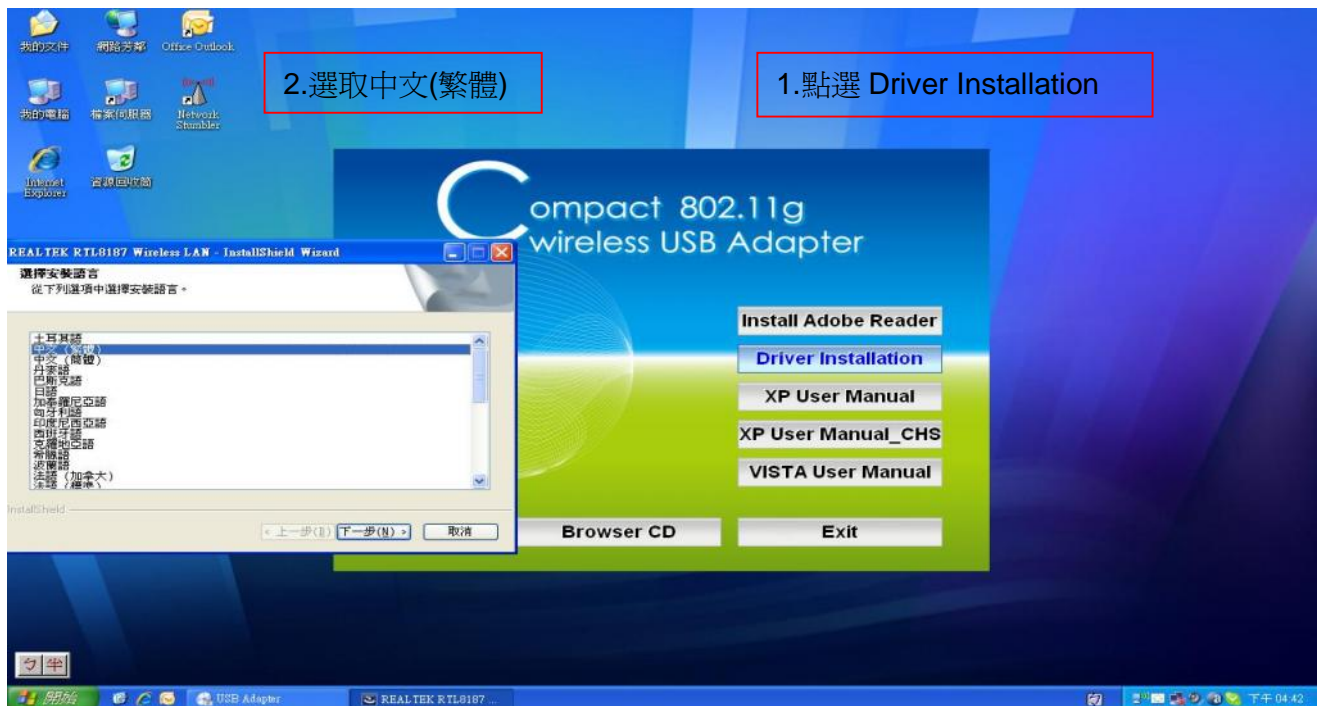 我的文件
網路芳鄰
Office Outlook
2.選取中文(繁體)
1.點選 Driver Installation
我的電腦
檔案伺服器
Network Stumbler
Internet Explorer
資源回收筒
Compact 802.11g
wireless USB Adapter
REALTEK RTL8187 Wireless LAN - InstallShield Wizard
選擇安裝語言
從下列選項中選擇安裝語言。
土耳其語
中文 (繁體)
中文 (簡體)
丹麥語
巴斯克語
日語
加泰羅尼亞語
匈牙利語
印度尼西亞語
西班牙語
克羅地亞語
希臘語
波蘭語
法語 (加拿大)
法語 (標準)
InstallShield
< 上一步(B)
下一步(N) >
取消
Install Adobe Reader
Driver Installation
XP User Manual
XP User Manual_CHS
VISTA User Manual
Browser CD
Exit
ㄅ 半
開始
USB Adapter
REALTEK RTL8187 ...
下午 04:42